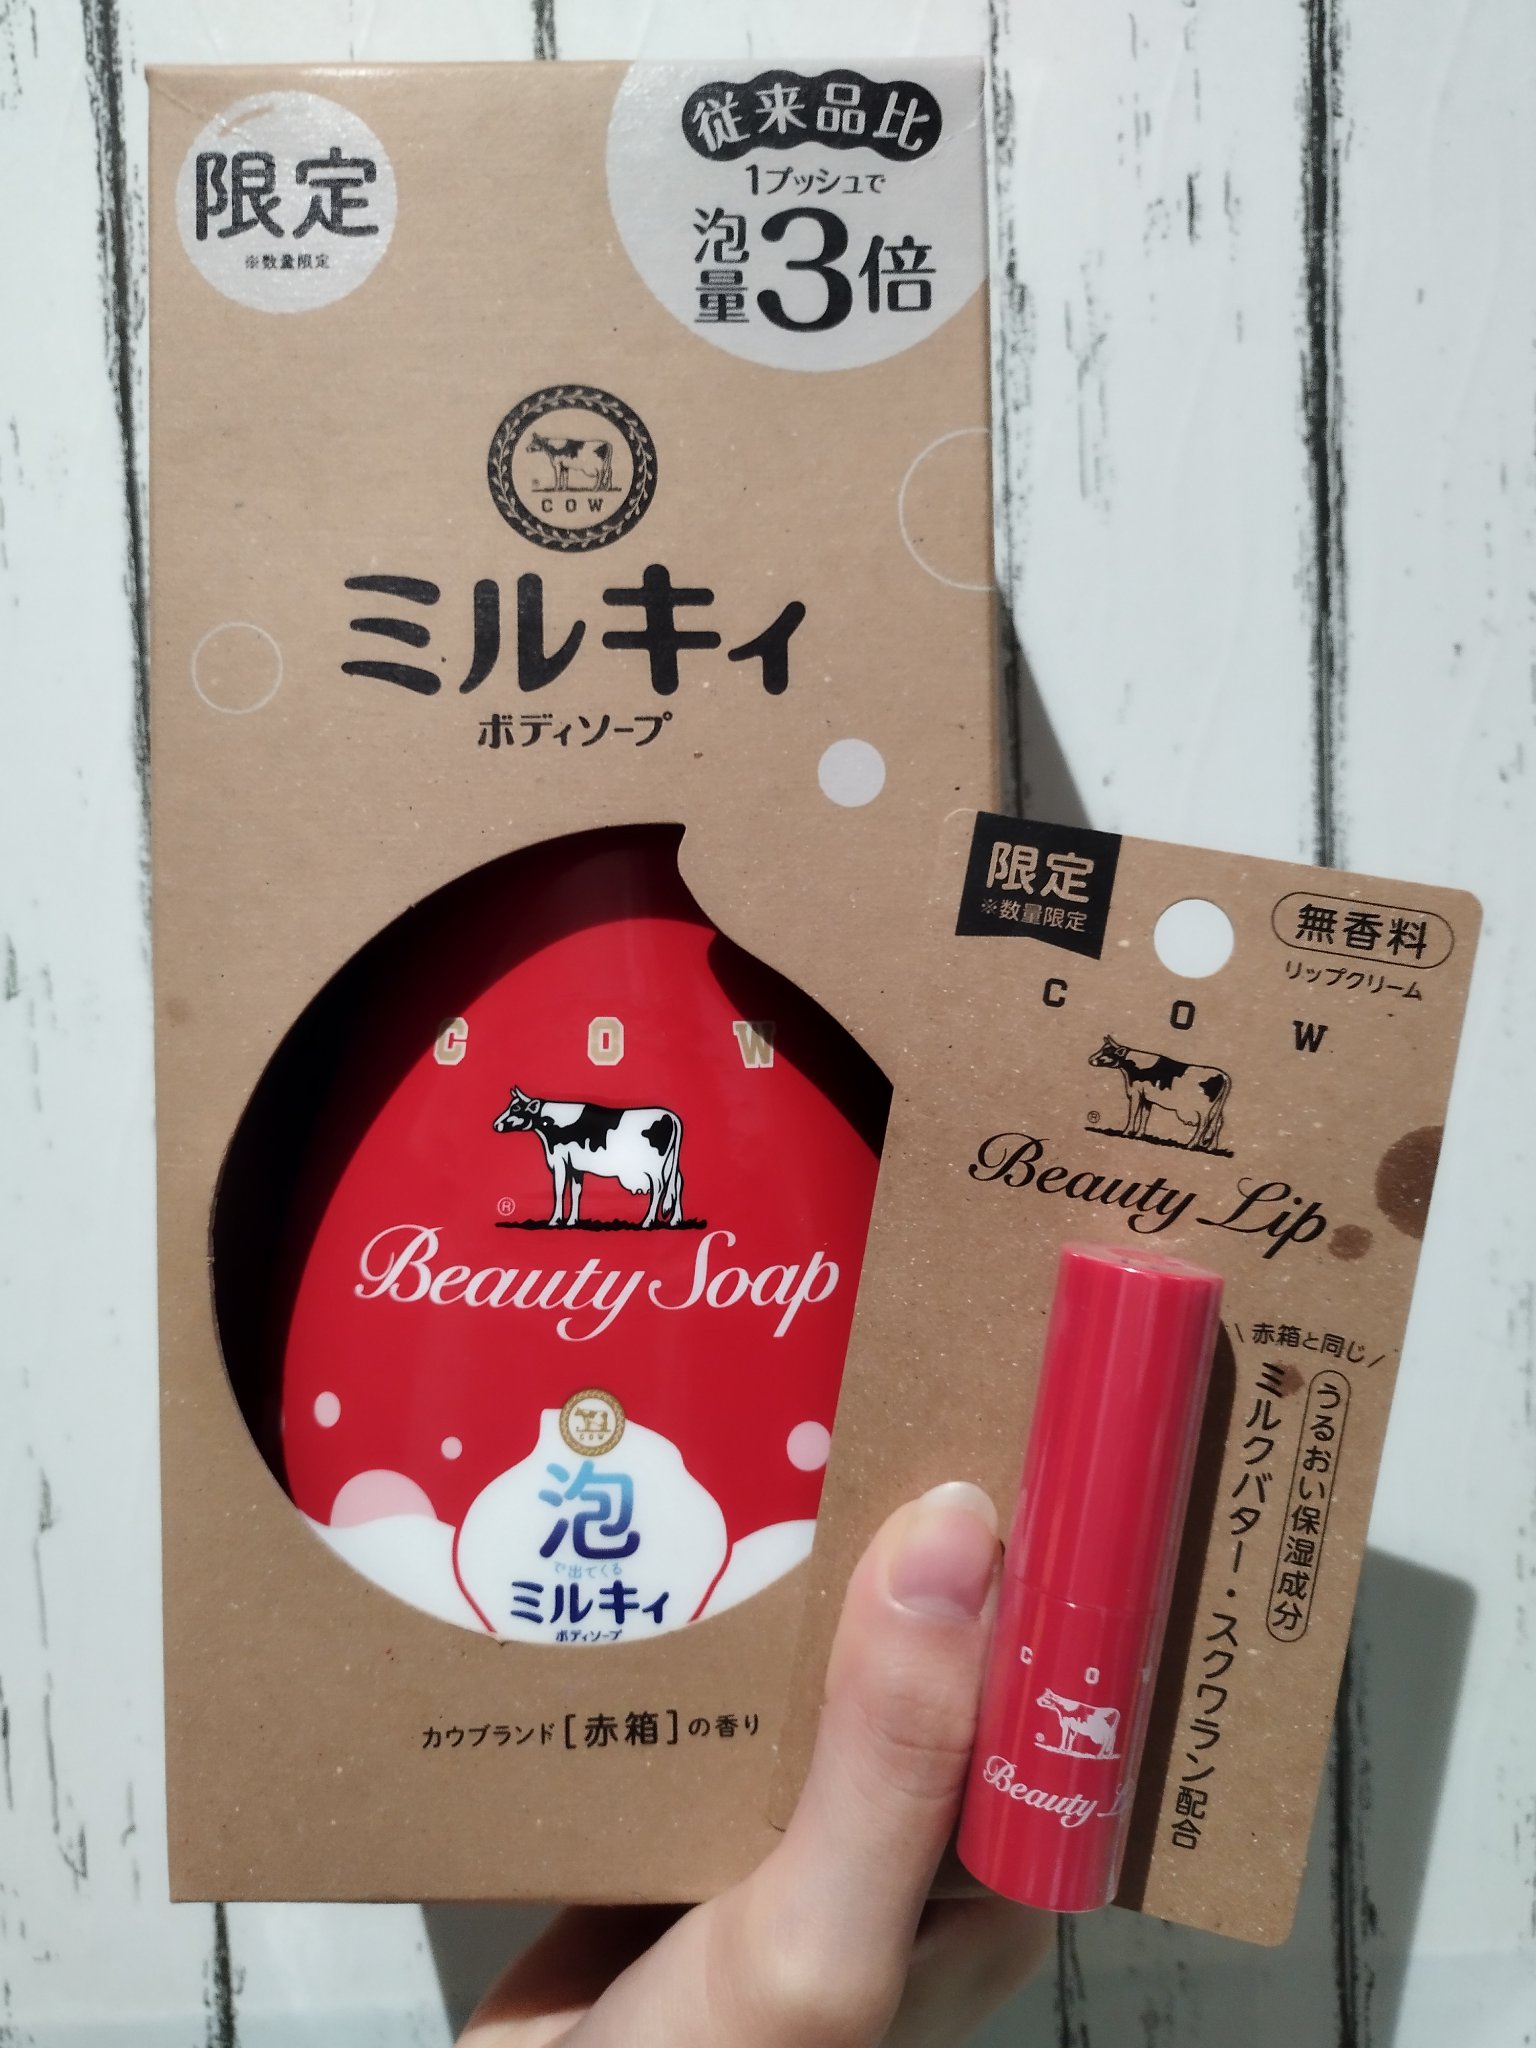 限定
※数量限定
従来品比
1プッシュで
泡量3倍
COW
ミルキィ
ボディソープ
COW
®
Beauty Soap
COW
泡
で出てくる
ミルキィ
ボディソープ
カウブランド[赤箱]の香り
限定
※数量限定
無香料
リップクリーム
COW
®
Beauty Lip
\ 赤箱と同じ /
うるおい保湿成分
ミルクバター・スクワラン配合
CO
®
Beauty L